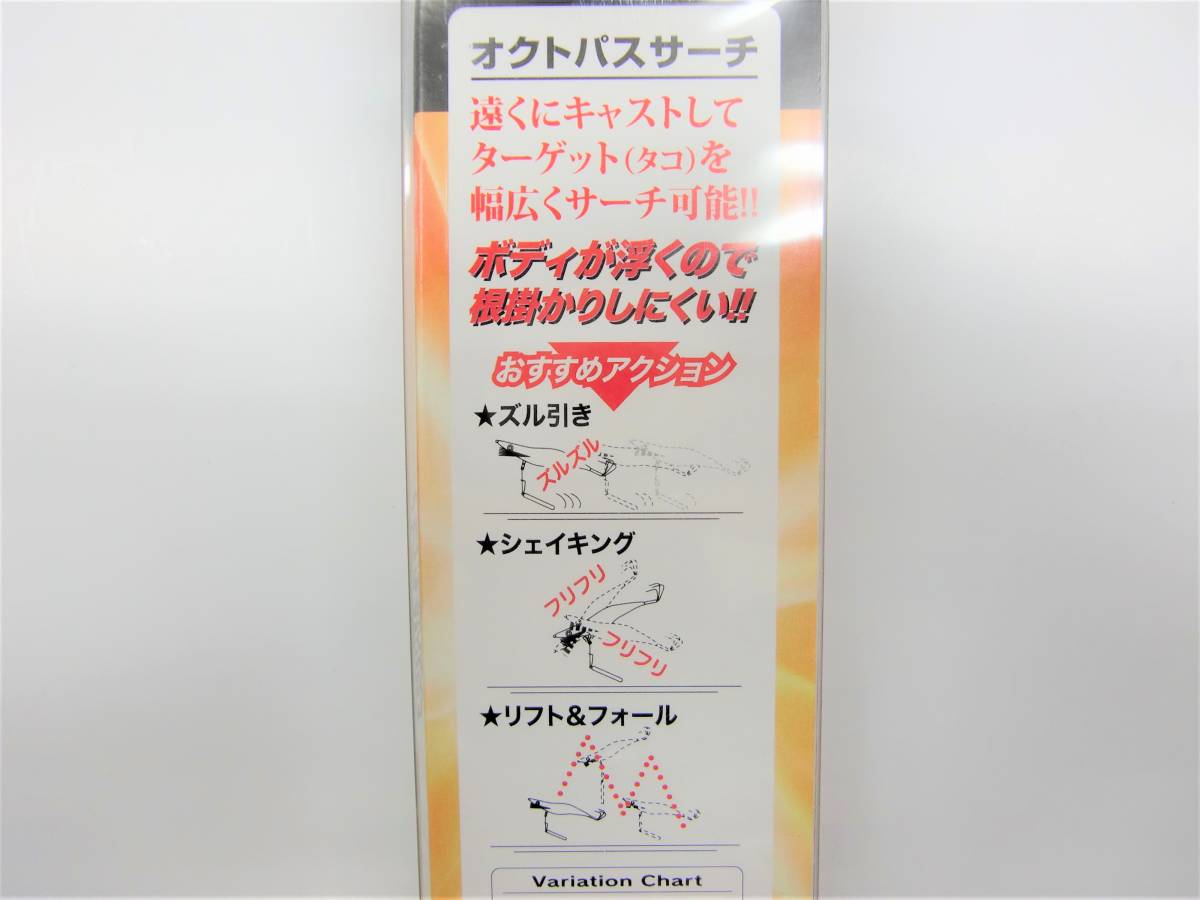 オクトパスサーチ
遠くにキャストして
ターゲット(タコ)を
幅広くサーチ可能!!
ボディが浮くので
根掛かりしにくい!!
おすすめアクション
★ズル引き
ズルズル
★シェイキング
フリフリ
フリフリ
★リフト&フォール
Variation Chart